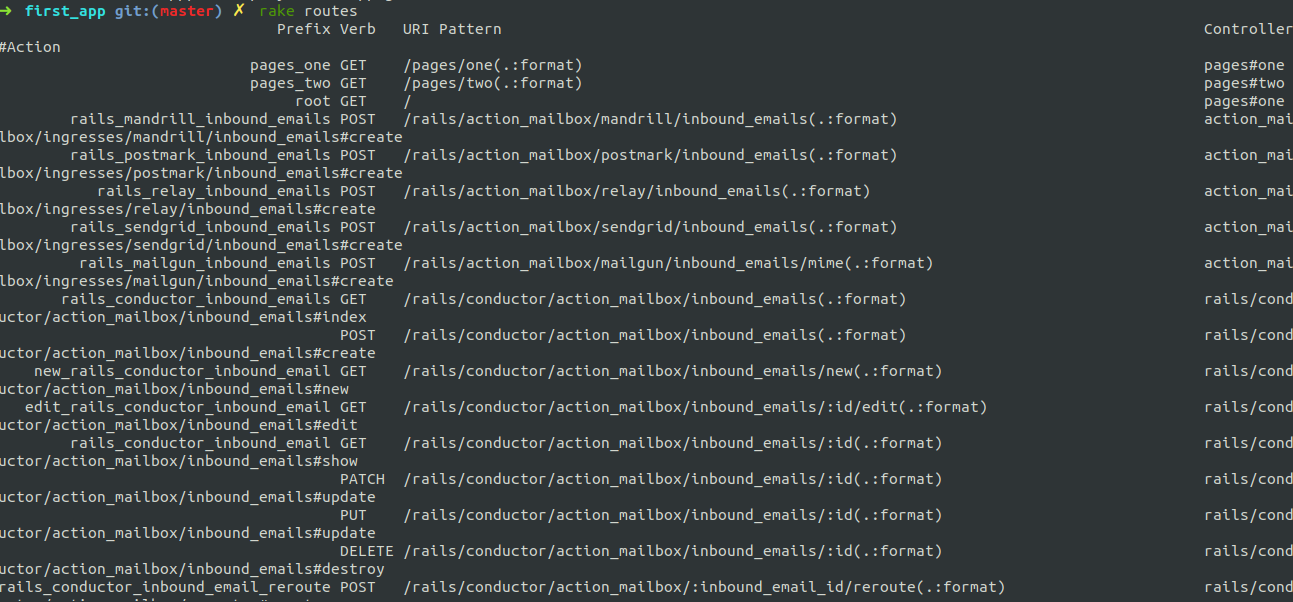 → first_app git:(master) ✗ rake routes
Prefix Verb URI Pattern Controller
#Action
pages_one GET /pages/one(.:format) pages#one
pages_two GET /pages/two(.:format) pages#two
root GET / pages#one
rails_mandrill_inbound_emails POST /rails/action_mailbox/mandrill/inbound_emails(.:format) action_mai
lbox/ingresses/mandrill/inbound_emails#create
rails_postmark_inbound_emails POST /rails/action_mailbox/postmark/inbound_emails(.:format) action_mai
lbox/ingresses/postmark/inbound_emails#create
rails_relay_inbound_emails POST /rails/action_mailbox/relay/inbound_emails(.:format) action_mai
lbox/ingresses/relay/inbound_emails#create
rails_sendgrid_inbound_emails POST /rails/action_mailbox/sendgrid/inbound_emails(.:format) action_mai
lbox/ingresses/sendgrid/inbound_emails#create
rails_mailgun_inbound_emails POST /rails/action_mailbox/mailgun/inbound_emails/mime(.:format) action_mai
lbox/ingresses/mailgun/inbound_emails#create
rails_conductor_inbound_emails GET /rails/conductor/action_mailbox/inbound_emails(.:format) rails/cond
uctor/action_mailbox/inbound_emails#index
POST /rails/conductor/action_mailbox/inbound_emails(.:format) rails/cond
uctor/action_mailbox/inbound_emails#create
new_rails_conductor_inbound_email GET /rails/conductor/action_mailbox/inbound_emails/new(.:format) rails/cond
uctor/action_mailbox/inbound_emails#new
edit_rails_conductor_inbound_email GET /rails/conductor/action_mailbox/inbound_emails/:id/edit(.:format) rails/cond
uctor/action_mailbox/inbound_emails#edit
rails_conductor_inbound_email GET /rails/conductor/action_mailbox/inbound_emails/:id(.:format) rails/cond
uctor/action_mailbox/inbound_emails#show
PATCH /rails/conductor/action_mailbox/inbound_emails/:id(.:format) rails/cond
uctor/action_mailbox/inbound_emails#update
PUT /rails/conductor/action_mailbox/inbound_emails/:id(.:format) rails/cond
uctor/action_mailbox/inbound_emails#update
DELETE /rails/conductor/action_mailbox/inbound_emails/:id(.:format) rails/cond
uctor/action_mailbox/inbound_emails#destroy
rails_conductor_inbound_email_reroute POST /rails/conductor/action_mailbox/:inbound_email_id/reroute(.:format) rails/cond